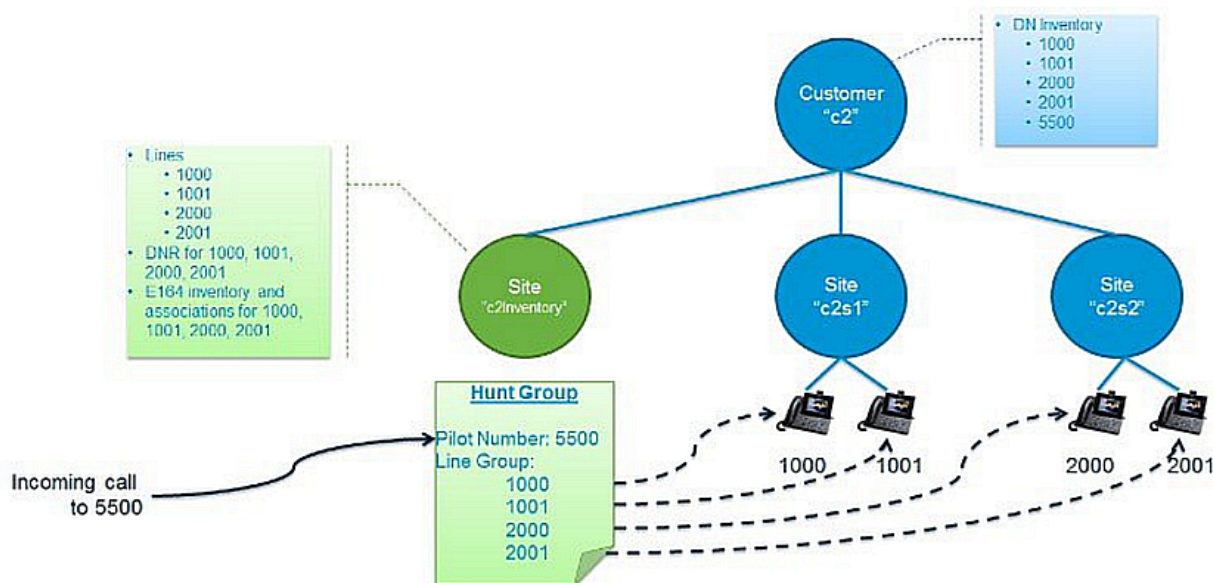 • DN Inventory
• 1000
• 1001
• 2000
• 2001
• 5500
Customer
"c2"
• Lines
• 1000
• 1001
• 2000
• 2001
• DNR for 1000, 1001,
2000, 2001
• E164 inventory and
associations for 1000,
1001, 2000, 2001
Site
"c2Inventory"
Site
"c2s1"
Site
"c2s2"
Hunt Group
Pilot Number: 5500
Line Group:
1000
1001
2000
2001
1000
1001
2000
2001
Incoming call
to 5500